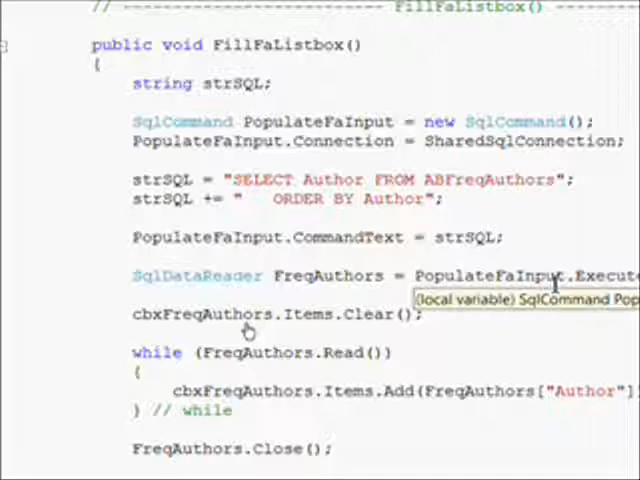 // -------------------------- FillFaListbox() --------
public void FillFaListbox()
{
string strSQL;
SqlCommand PopulateFaInput = new SqlCommand();
PopulateFaInput.Connection = SharedSqlConnection;
strSQL = "SELECT Author FROM ABFreqAuthors";
strSQL += "   ORDER BY Author";
PopulateFaInput.CommandText = strSQL;
SqlDataReader FreqAuthors = PopulateFaInput.Execute
(local variable) SqlCommand Pop
cbxFreqAuthors.Items.Clear();
while (FreqAuthors.Read())
{
cbxFreqAuthors.Items.Add(FreqAuthors["Author"]
} // while
FreqAuthors.Close();